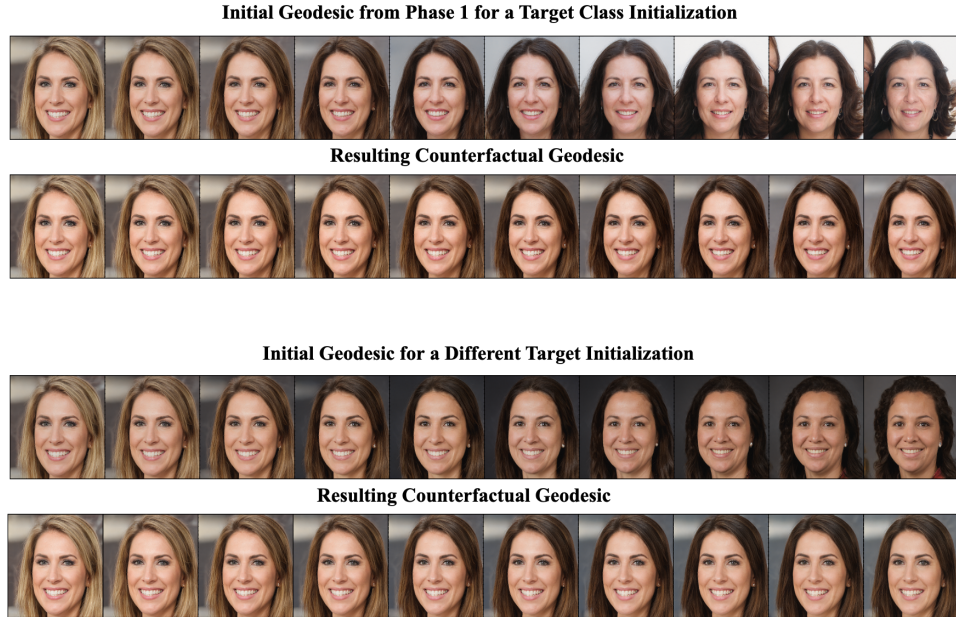 Initial Geodesic from Phase 1 for a Target Class Initialization
Resulting Counterfactual Geodesic
Initial Geodesic for a Different Target Initialization
Resulting Counterfactual Geodesic